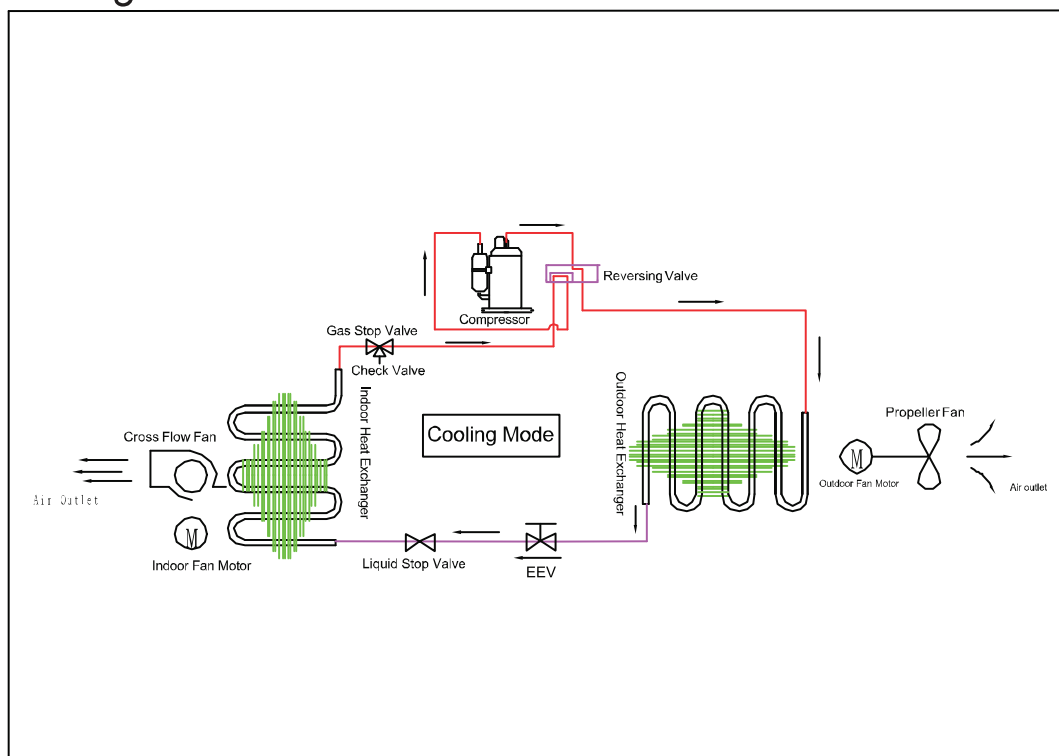 Reversing Valve
Compressor
Gas Stop Valve
Check Valve
Indoor Heat Exchanger
Outdoor Heat Exchanger
Cooling Mode
Propeller Fan
Cross Flow Fan
M
Outdoor Fan Motor
Air outlet
Air Outlet
M
Indoor Fan Motor
Liquid Stop Valve
EEV